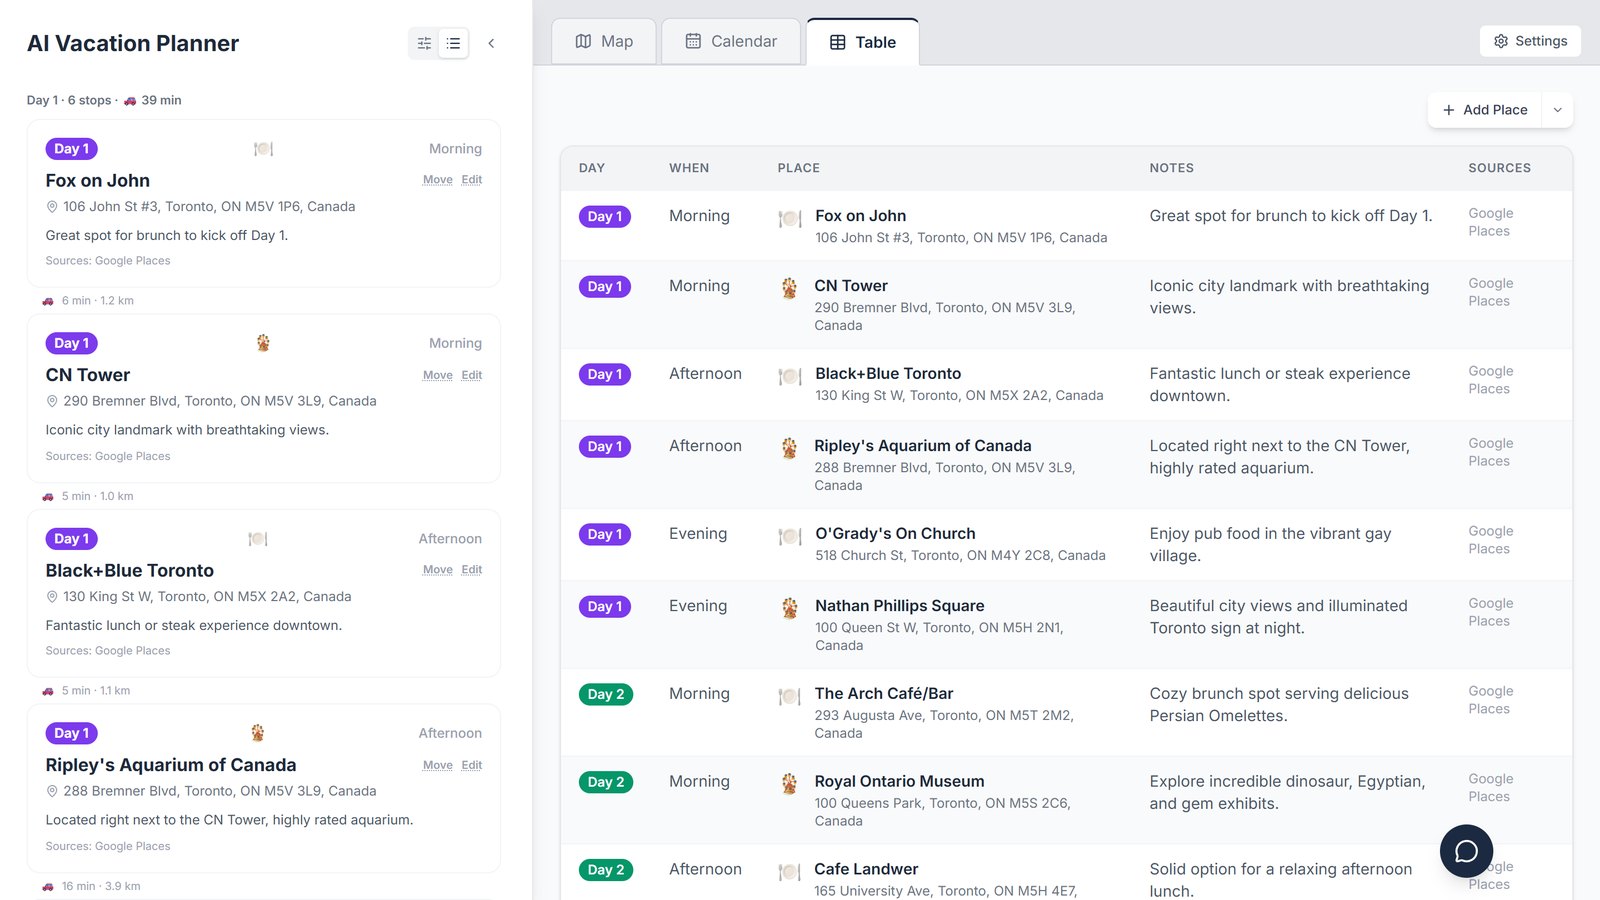 AI Vacation Planner
Day 1 · 6 stops · 39 min
Day 1
Morning
Fox on John
Move Edit
106 John St #3, Toronto, ON M5V 1P6, Canada
Great spot for brunch to kick off Day 1.
Sources: Google Places
6 min · 1.2 km
Day 1
Morning
CN Tower
Move Edit
290 Bremner Blvd, Toronto, ON M5V 3L9, Canada
Iconic city landmark with breathtaking views.
Sources: Google Places
5 min · 1.0 km
Day 1
Afternoon
Black+Blue Toronto
Move Edit
130 King St W, Toronto, ON M5X 2A2, Canada
Fantastic lunch or steak experience downtown.
Sources: Google Places
5 min · 1.1 km
Day 1
Afternoon
Ripley's Aquarium of Canada
Move Edit
288 Bremner Blvd, Toronto, ON M5V 3L9, Canada
Located right next to the CN Tower, highly rated aquarium.
Sources: Google Places
16 min · 3.9 km
Map
Calendar
Table
Settings
Add Place
DAY WHEN PLACE NOTES SOURCES
Day 1
Morning
Fox on John
106 John St #3, Toronto, ON M5V 1P6, Canada
Great spot for brunch to kick off Day 1.
Google
Places
Day 1
Morning
CN Tower
290 Bremner Blvd, Toronto, ON M5V 3L9,
Canada
Iconic city landmark with breathtaking
views.
Google
Places
Day 1
Afternoon
Black+Blue Toronto
130 King St W, Toronto, ON M5X 2A2, Canada
Fantastic lunch or steak experience
downtown.
Google
Places
Day 1
Afternoon
Ripley's Aquarium of Canada
288 Bremner Blvd, Toronto, ON M5V 3L9,
Canada
Located right next to the CN Tower,
highly rated aquarium.
Google
Places
Day 1
Evening
O'Grady's On Church
518 Church St, Toronto, ON M4Y 2C8, Canada
Enjoy pub food in the vibrant gay
village.
Google
Places
Day 1
Evening
Nathan Phillips Square
100 Queen St W, Toronto, ON M5H 2N1,
Canada
Beautiful city views and illuminated
Toronto sign at night.
Google
Places
Day 2
Morning
The Arch Café/Bar
293 Augusta Ave, Toronto, ON M5T 2M2,
Canada
Cozy brunch spot serving delicious
Persian Omelettes.
Google
Places
Day 2
Morning
Royal Ontario Museum
100 Queens Park, Toronto, ON M5S 2C6,
Canada
Explore incredible dinosaur, Egyptian,
and gem exhibits.
Google
Places
Day 2
Afternoon
Cafe Landwer
165 University Ave, Toronto, ON M5H 4E7,
Solid option for a relaxing afternoon
lunch.
Places